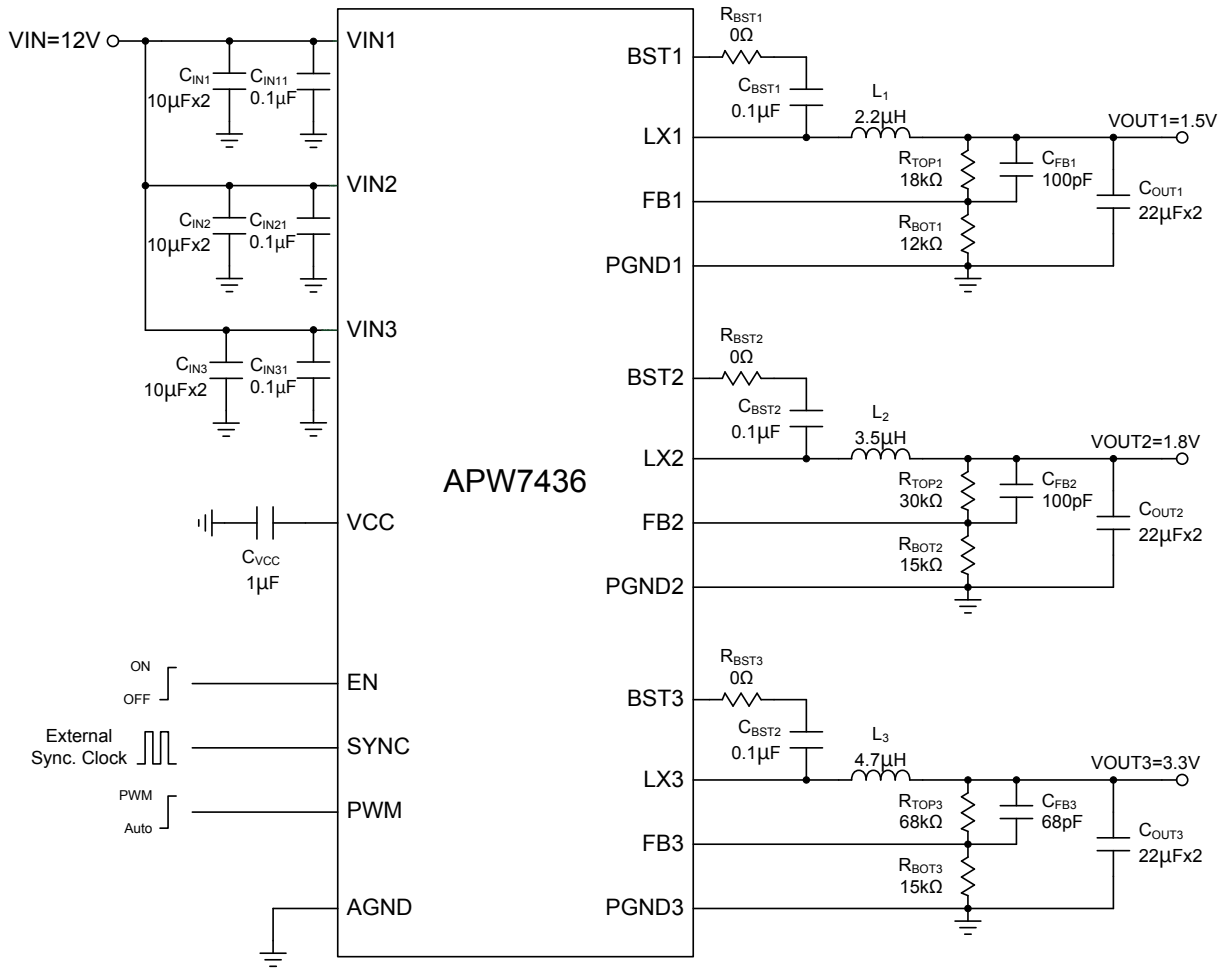 VIN=12V
VIN1
CIN1
10µFx2
CIN11
0.1µF
VIN2
CIN2
10µFx2
CIN21
0.1µF
VIN3
CIN3
10µFx2
CIN31
0.1µF
VCC
CVCC
1µF
ON
OFF
EN
External
Sync. Clock
SYNC
PWM
Auto
PWM
AGND
APW7436
RBST1
0Ω
BST1
CBST1
0.1µF
L1
2.2µH
LX1
VOUT1=1.5V
RTOP1
18kΩ
CFB1
100pF
COUT1
22µFx2
FB1
RBOT1
12kΩ
PGND1
RBST2
0Ω
BST2
CBST2
0.1µF
L2
3.5µH
LX2
VOUT2=1.8V
RTOP2
30kΩ
CFB2
100pF
COUT2
22µFx2
FB2
RBOT2
15kΩ
PGND2
RBST3
0Ω
BST3
CBST2
0.1µF
L3
4.7µH
LX3
VOUT3=3.3V
RTOP3
68kΩ
CFB3
68pF
COUT3
22µFx2
FB3
RBOT3
15kΩ
PGND3